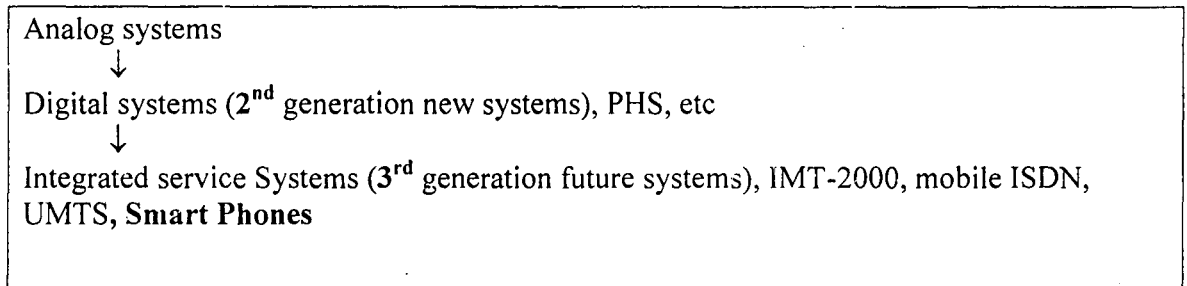 Analog systems
↓
Digital systems (2nd generation new systems), PHS, etc
↓
Integrated service Systems (3rd generation future systems), IMT-2000, mobile ISDN,
UMTS, Smart Phones